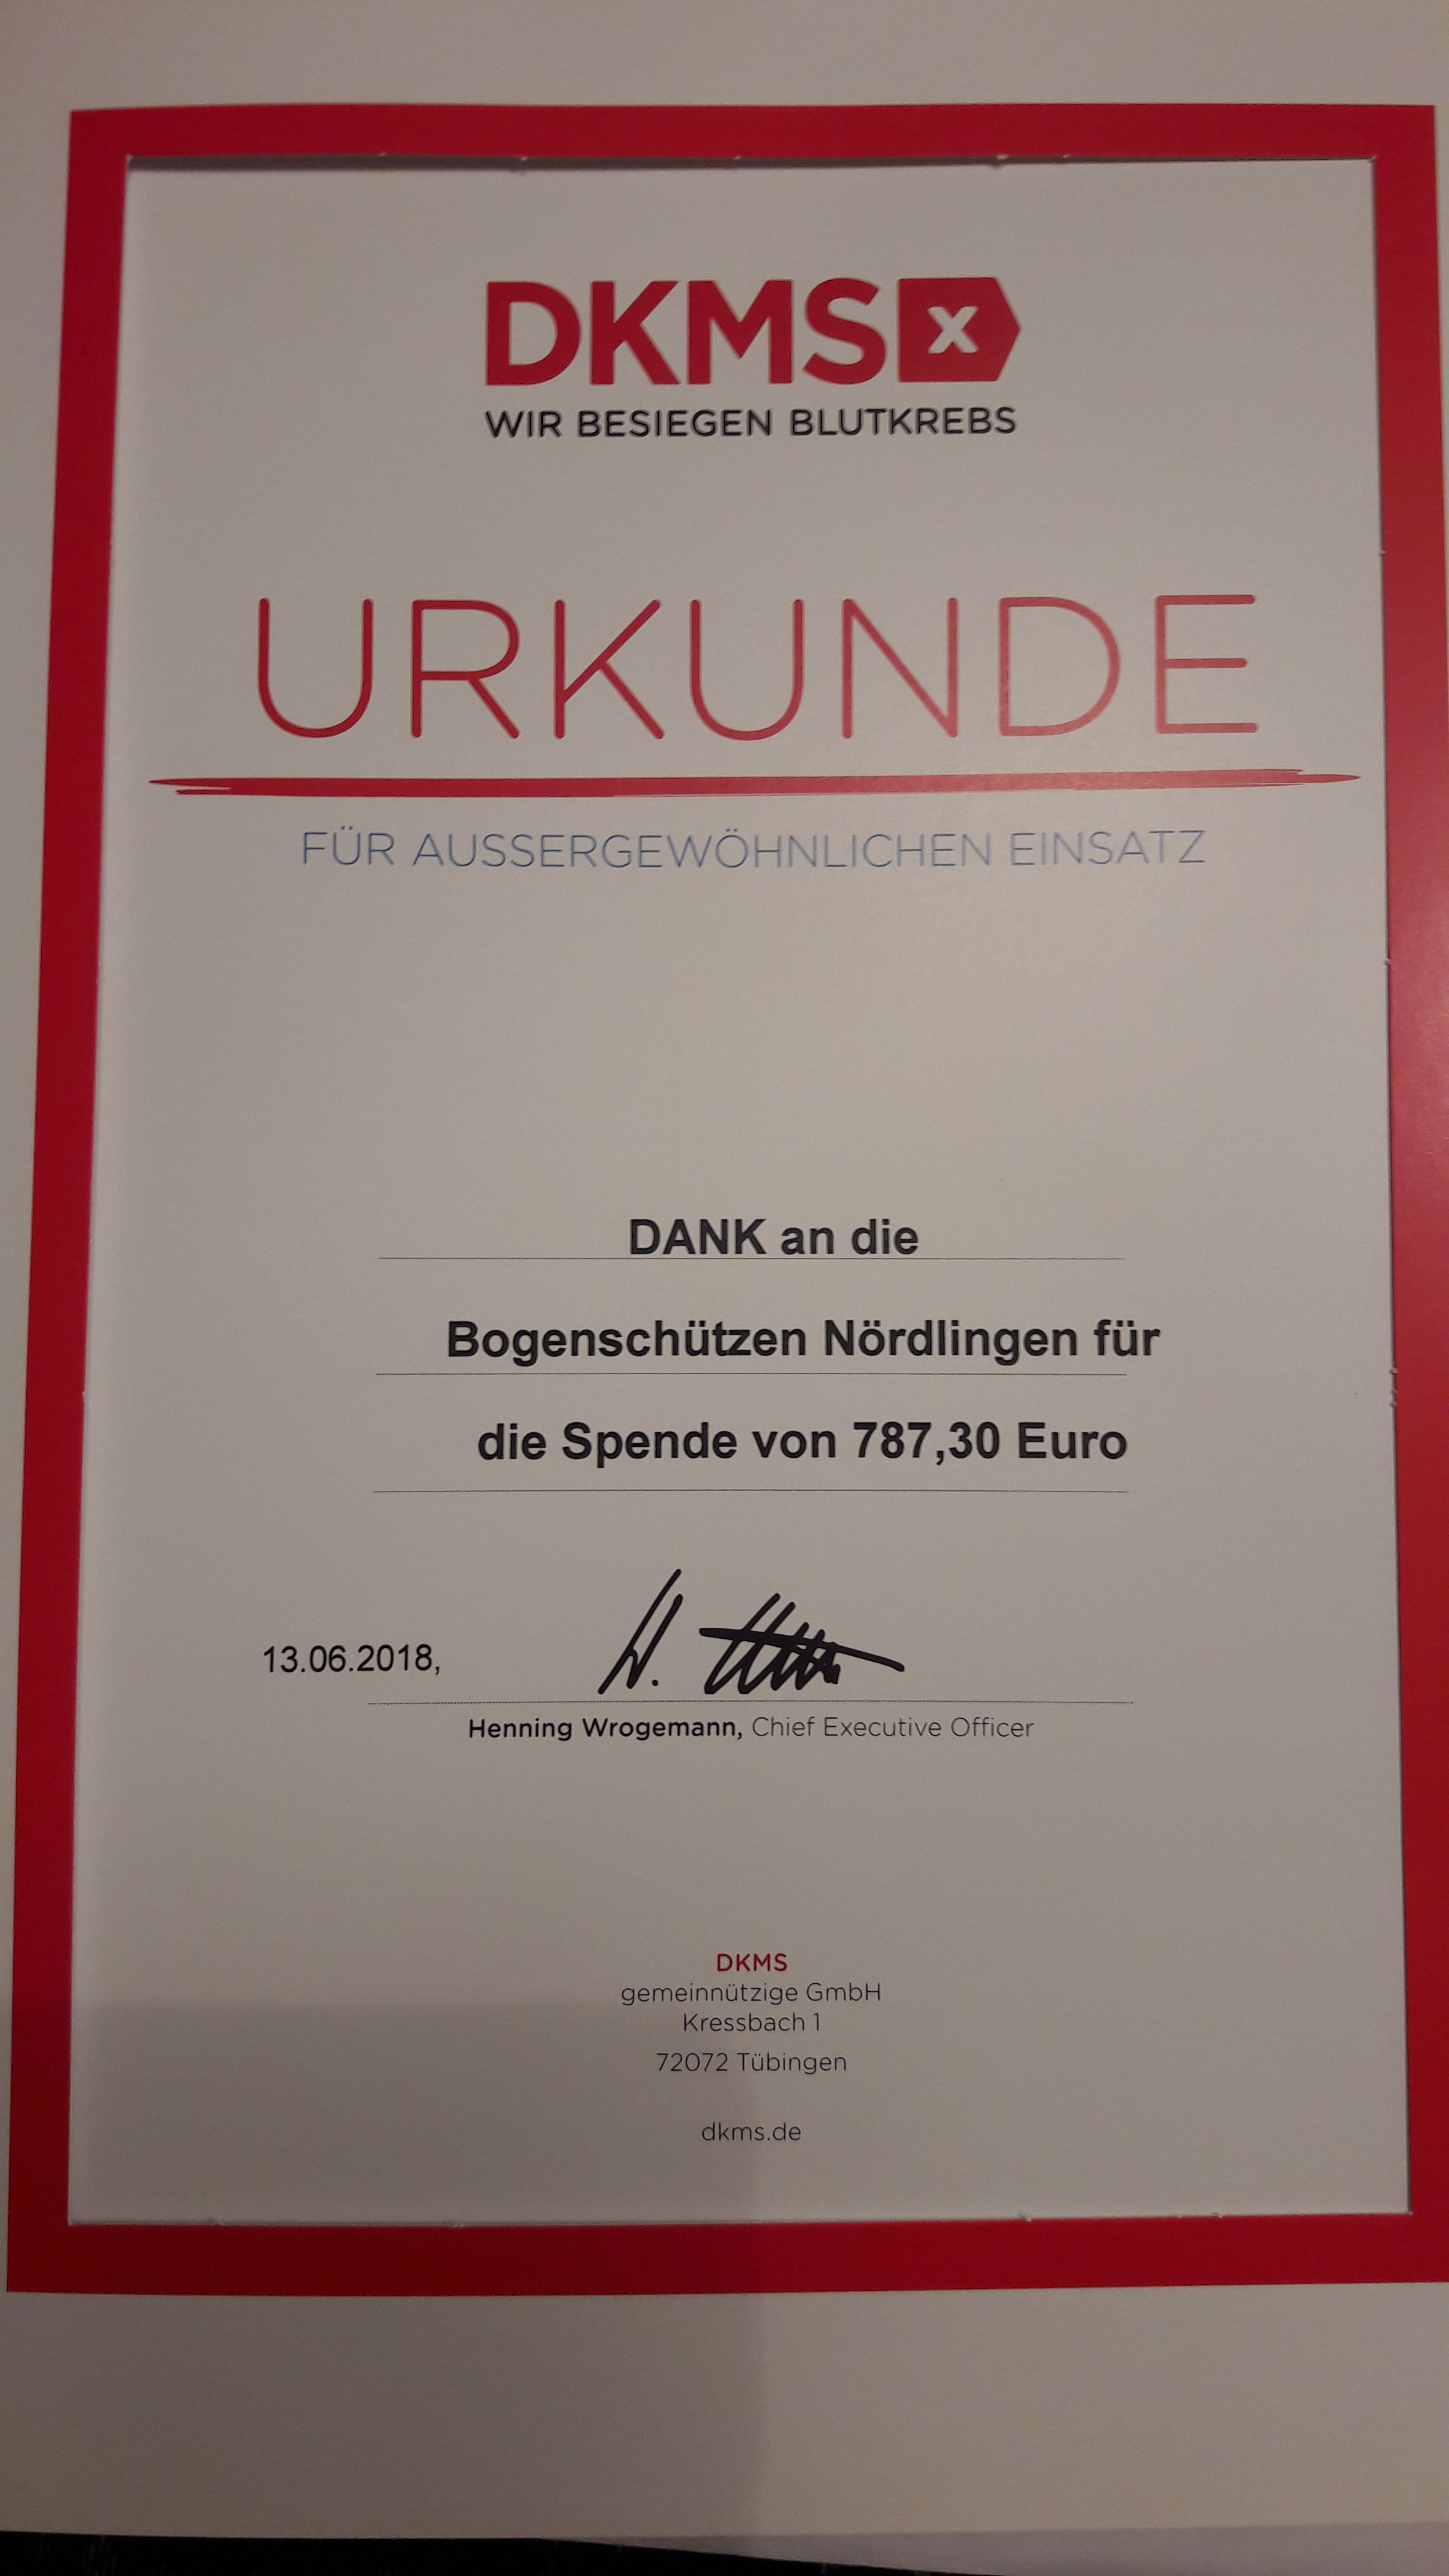 DKMS x
WIR BESIEGEN BLUTKREBS
URKUNDE
FÜR AUSSERGEWÖHNLICHEN EINSATZ
DANK an die
Bogenschützen Nördlingen für
die Spende von 787,30 Euro
13.06.2018,
Henning Wrogemann, Chief Executive Officer
DKMS
gemeinnützige GmbH
Kressbach 1
72072 Tübingen
dkms.de